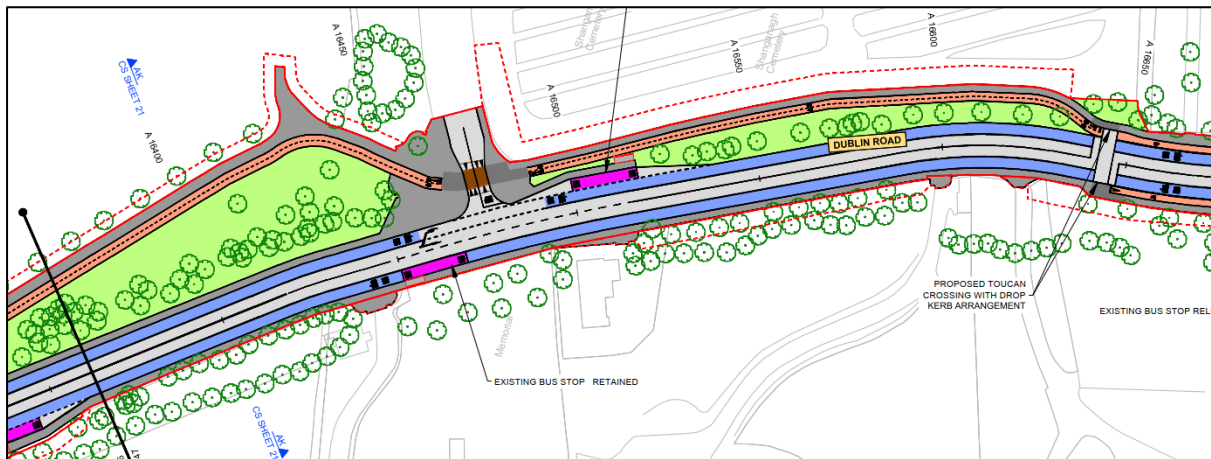 A 16450
Shanganagh
Cemetery
A 16500
A 16550
Shanganagh
Cemetery
A 16600
A 16650
AK
CS SHEET 21
A 16400
DUBLIN ROAD
PROPOSED TOUCAN
CROSSING WITH DROP
KERB ARRANGEMENT
EXISTING BUS STOP REL
Memorial
EXISTING BUS STOP RETAINED
AK
CS SHEET 21